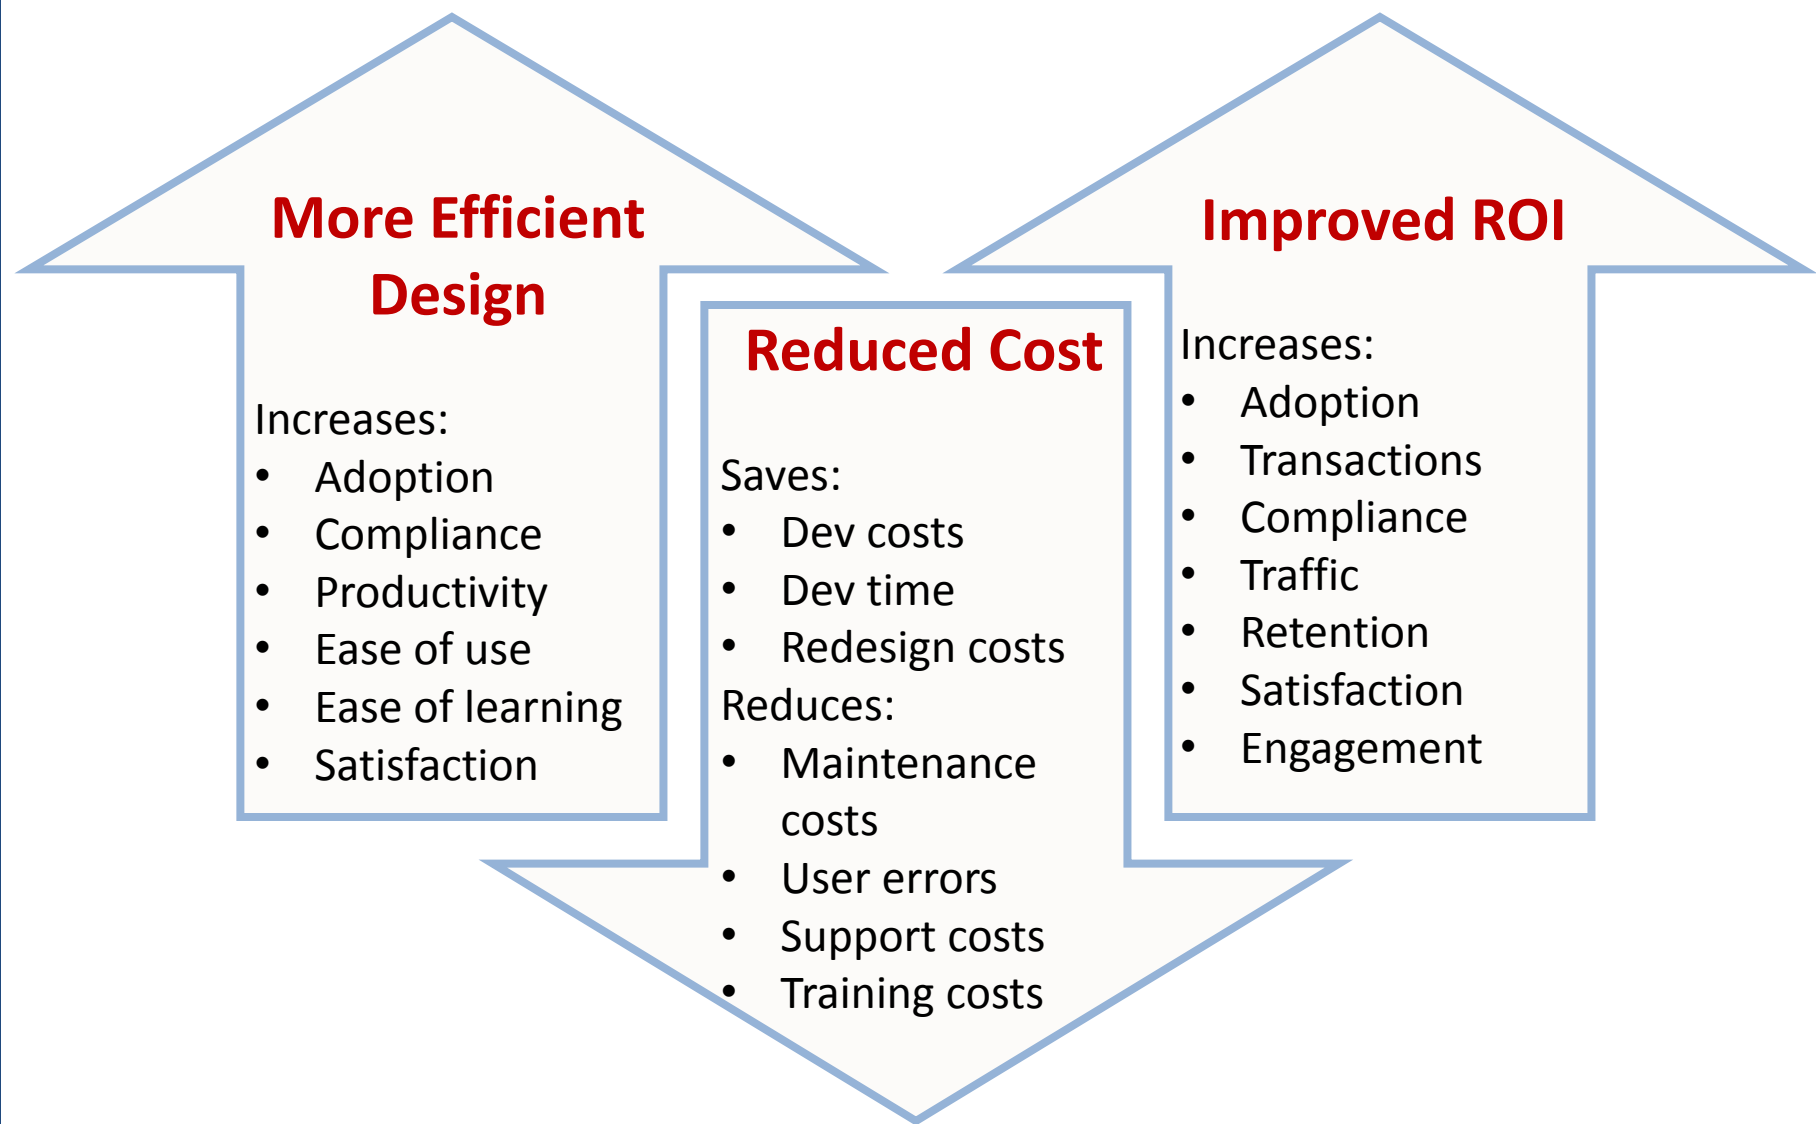 More Efficient
Design
Increases:
• Adoption
• Compliance
• Productivity
• Ease of use
• Ease of learning
• Satisfaction
Reduced Cost
Saves:
• Dev costs
• Dev time
• Redesign costs
Reduces:
• Maintenance
costs
• User errors
• Support costs
• Training costs
Improved ROI
Increases:
• Adoption
• Transactions
• Compliance
• Traffic
• Retention
• Satisfaction
• Engagement